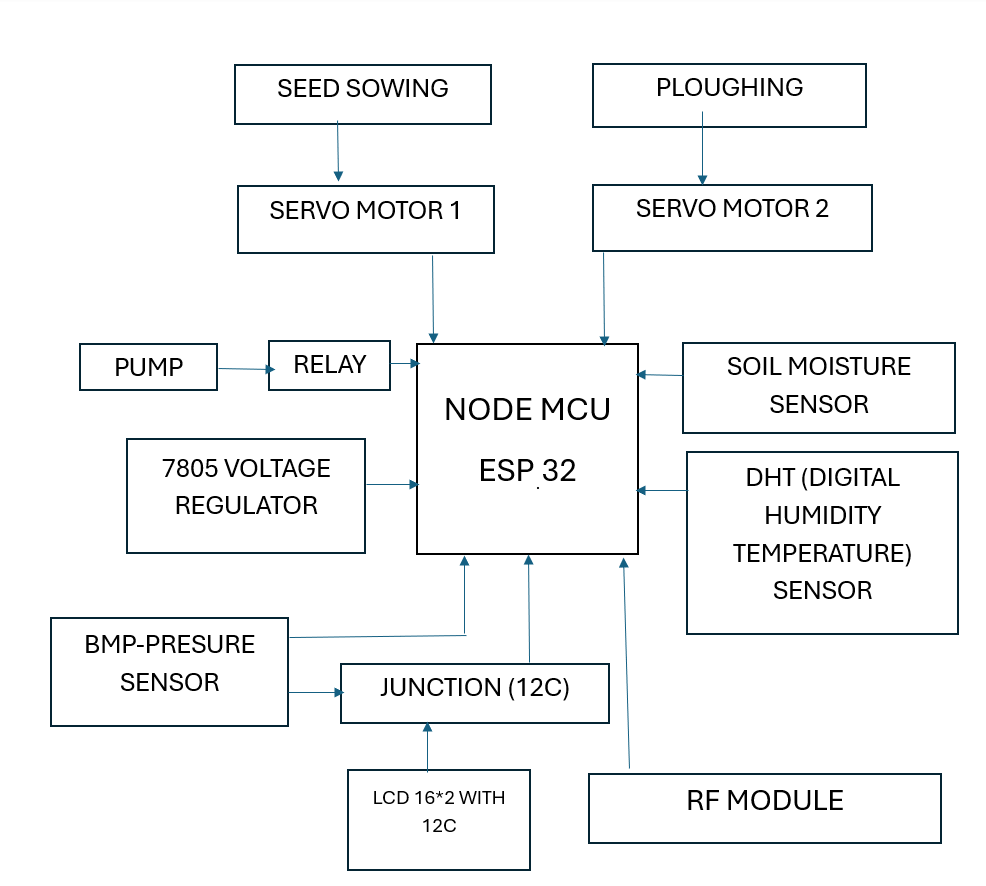 SEED SOWING
PLOUGHING
SERVO MOTOR 1
SERVO MOTOR 2
PUMP
RELAY
NODE MCU
ESP 32
.
SOIL MOISTURE
SENSOR
7805 VOLTAGE
REGULATOR
DHT (DIGITAL
HUMIDITY
TEMPERATURE)
SENSOR
BMP-PRESURE
SENSOR
JUNCTION (12C)
LCD 16*2 WITH
12C
RF MODULE